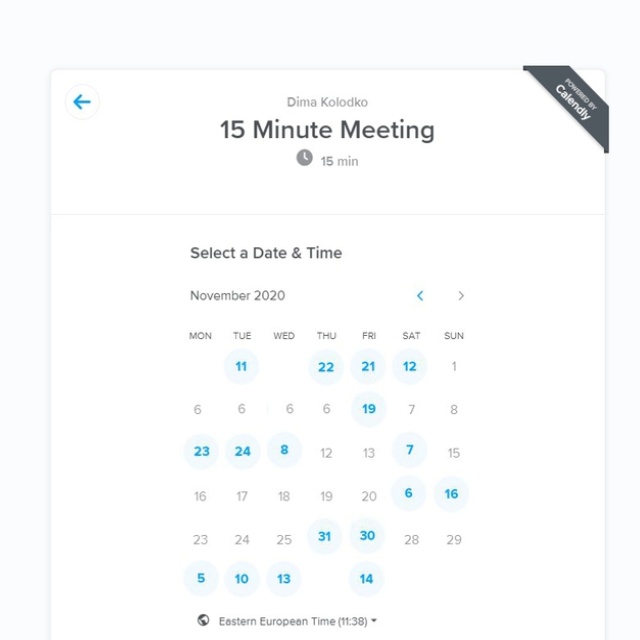 POWERED BY
Calendly
Dima Kolodko
15 Minute Meeting
15 min
Select a Date & Time
November 2020
MON TUE WED THU FRI SAT SUN
11 22 21 12 1
6 6 6 6 19 7 8
23 24 8 12 13 7 15
16 17 18 19 20 6 16
23 24 25 31 30 28 29
5 10 13 14
Eastern European Time (11:38)